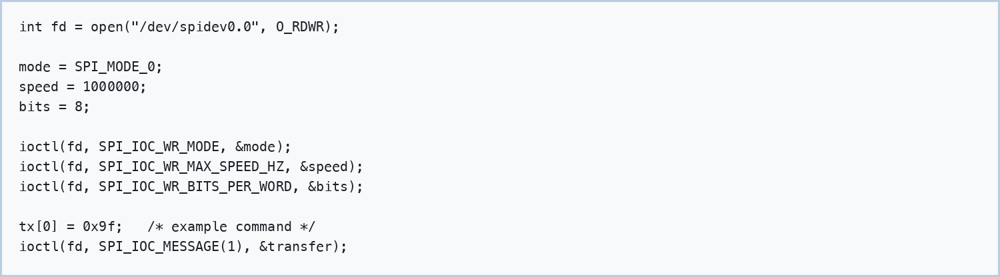 int fd = open("/dev/spidev0.0", O_RDWR);
mode = SPI_MODE_0;
speed = 1000000;
bits = 8;
ioctl(fd, SPI_IOC_WR_MODE, &mode);
ioctl(fd, SPI_IOC_WR_MAX_SPEED_HZ, &speed);
ioctl(fd, SPI_IOC_WR_BITS_PER_WORD, &bits);
tx[0] = 0x9f;   /* example command */
ioctl(fd, SPI_IOC_MESSAGE(1), &transfer);